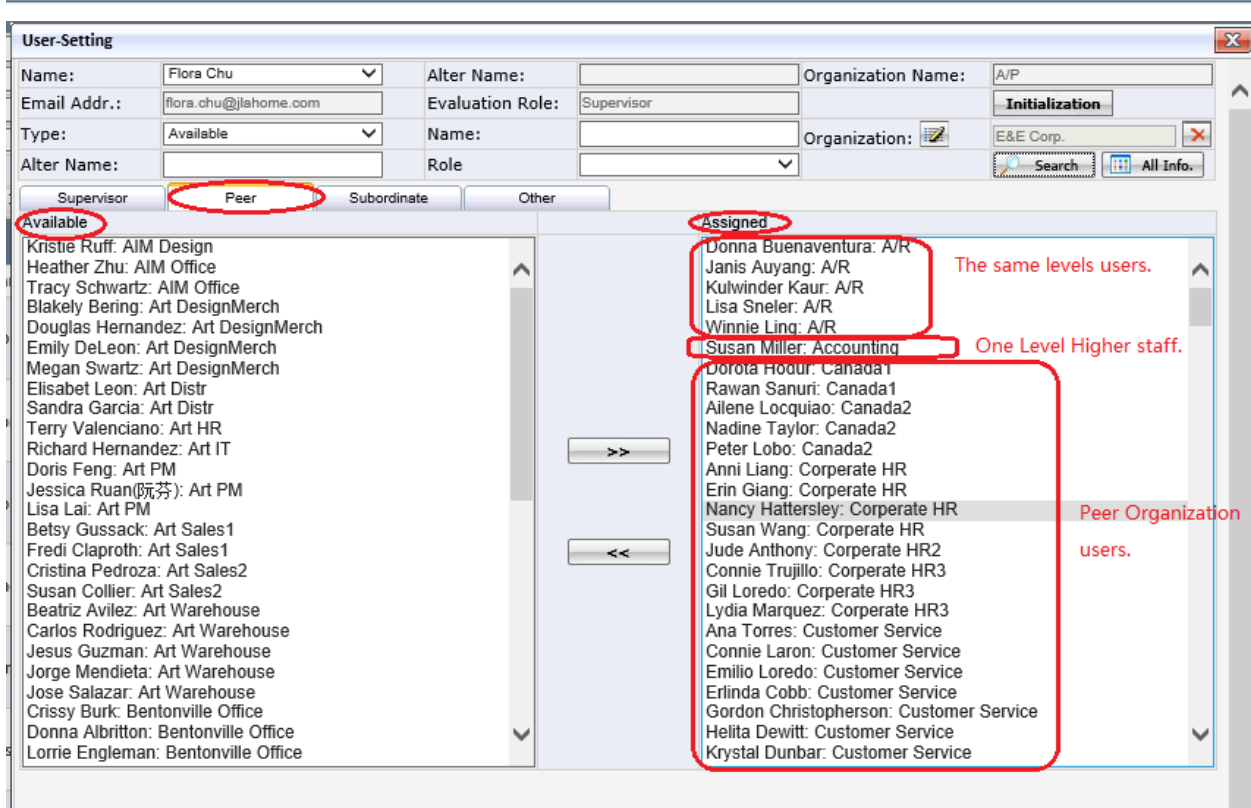 User-Setting
Name: Flora Chu Alter Name: Organization Name: A/P
Email Addr.: flora.chu@jlahome.com Evaluation Role: Supervisor Initialization
Type: Available Name: Organization: E&E Corp.
Alter Name: Role Search All Info.
Supervisor Peer Subordinate Other
Available
Kristie Ruff: AIM Design
Heather Zhu: AIM Office
Tracy Schwartz: AIM Office
Blakely Bering: Art DesignMerch
Douglas Hernandez: Art DesignMerch
Emily DeLeon: Art DesignMerch
Megan Swartz: Art DesignMerch
Elisabet Leon: Art Distr
Sandra Garcia: Art Distr
Terry Valenciano: Art HR
Richard Hernandez: Art IT
Doris Feng: Art PM
Jessica Ruan(阮芬): Art PM
Lisa Lai: Art PM
Betsy Gussack: Art Sales1
Fredi Claproth: Art Sales1
Cristina Pedroza: Art Sales2
Susan Collier: Art Sales2
Beatriz Avilez: Art Warehouse
Carlos Rodriguez: Art Warehouse
Jesus Guzman: Art Warehouse
Jorge Mendieta: Art Warehouse
Jose Salazar: Art Warehouse
Crissy Burk: Bentonville Office
Donna Albritton: Bentonville Office
Lorrie Engleman: Bentonville Office
>>
<<
Assigned
Donna Buenaventura: A/R
Janis Auyang: A/R
Kulwinder Kaur: A/R
Lisa Sneler: A/R
Winnie Ling: A/R
The same levels users.
Susan Miller: Accounting
One Level Higher staff.
Dorota Hodur: Canada1
Rawan Sanuri: Canada1
Ailene Locquiao: Canada2
Nadine Taylor: Canada2
Peter Lobo: Canada2
Anni Liang: Corperate HR
Erin Giang: Corperate HR
Nancy Hattersley: Corperate HR
Susan Wang: Corperate HR
Jude Anthony: Corperate HR2
Connie Trujillo: Corperate HR3
Gil Loredo: Corperate HR3
Lydia Marquez: Corperate HR3
Ana Torres: Customer Service
Connie Laron: Customer Service
Emilio Loredo: Customer Service
Erlinda Cobb: Customer Service
Gordon Christopherson: Customer Service
Helita Dewitt: Customer Service
Krystal Dunbar: Customer Service
Peer Organization
users.